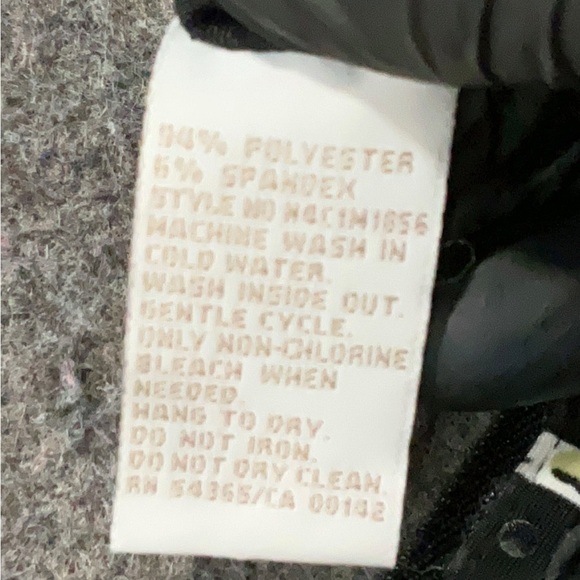 94% POLYESTER
6% SPANDEX
STYLE NO N4C1M1656
MACHINE WASH IN
COLD WATER.
WASH INSIDE OUT.
GENTLE CYCLE.
ONLY NON-CHLORINE
BLEACH WHEN
NEEDED.
HANG TO DRY.
DO NOT IRON.
DO NOT DRY CLEAN.
RN 54365/CA 00142